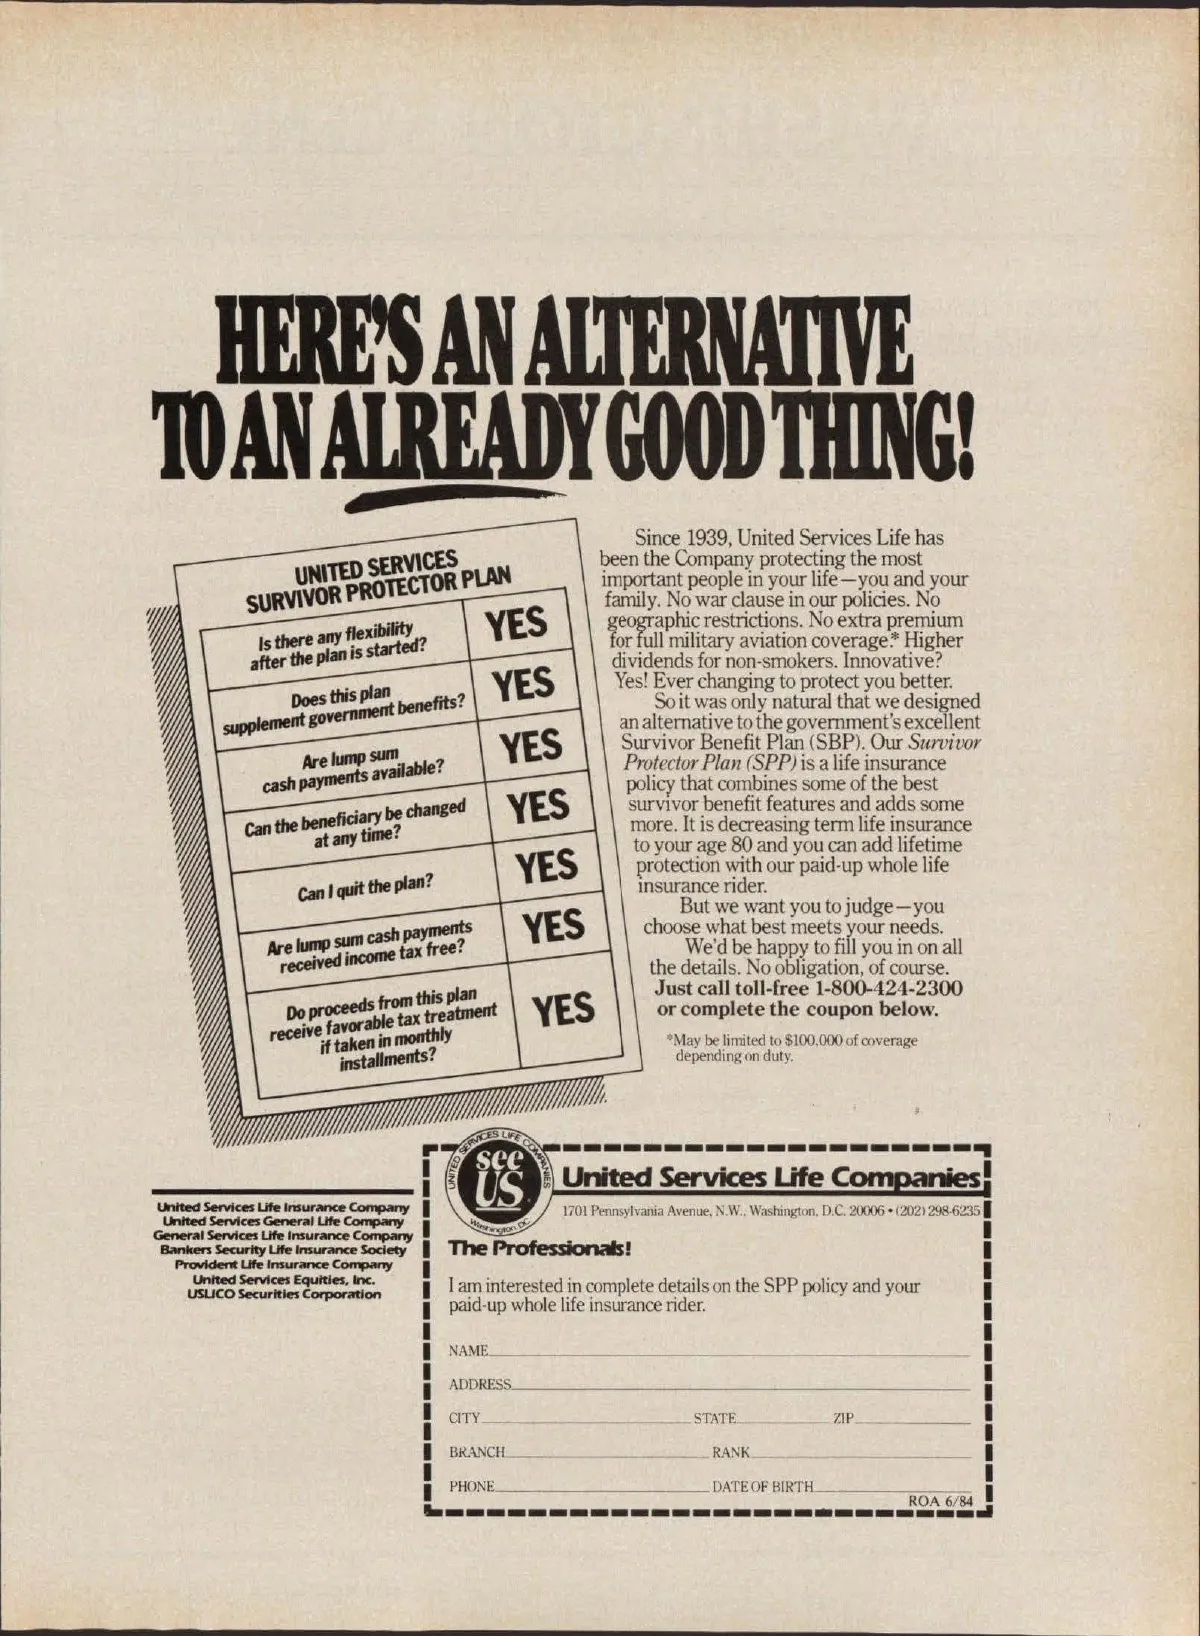 HERE'S AN ALTERNATIVE
TO AN ALREADY GOOD THING!
UNITED SERVICES
SURVIVOR PROTECTOR PLAN
Is there any flexibility
after the plan is started?
YES
Does this plan
supplement government benefits?
YES
Are lump sum
cash payments available?
YES
Can the beneficiary be changed
at any time?
YES
Can I quit the plan?
YES
Are lump sum cash payments
received income tax free?
YES
Do proceeds from this plan
receive favorable tax treatment
if taken in monthly
installments?
YES
Since 1939, United Services Life has
been the Company protecting the most
important people in your life—you and your
family. No war clause in our policies. No
geographic restrictions. No extra premium
for full military aviation coverage.* Higher
dividends for non-smokers. Innovative?
Yes! Ever changing to protect you better.
So it was only natural that we designed
an alternative to the government's excellent
Survivor Benefit Plan (SBP). Our Survivor
Protector Plan (SPP) is a life insurance
policy that combines some of the best
survivor benefit features and adds some
more. It is decreasing term life insurance
to your age 80 and you can add lifetime
protection with our paid-up whole life
insurance rider.
But we want you to judge—you
choose what best meets your needs.
We'd be happy to fill you in on all
the details. No obligation, of course.
Just call toll-free 1-800-424-2300
or complete the coupon below.
*May be limited to $100,000 of coverage
depending on duty.
United Services Life Insurance Company
United Services General Life Company
General Services Life Insurance Company
Bankers Security Life Insurance Society
Provident Life Insurance Company
United Services Equities, Inc.
USLICO Securities Corporation
UNITED SERVICES LIFE COMPANIES
see
US
Washington, DC
United Services Life Companies
1701 Pennsylvania Avenue, N.W., Washington, D.C. 20006 • (202) 298-6235
The Professionals!
I am interested in complete details on the SPP policy and your
paid-up whole life insurance rider.
NAME
ADDRESS
CITY STATE ZIP
BRANCH RANK
PHONE DATE OF BIRTH
ROA 6/84